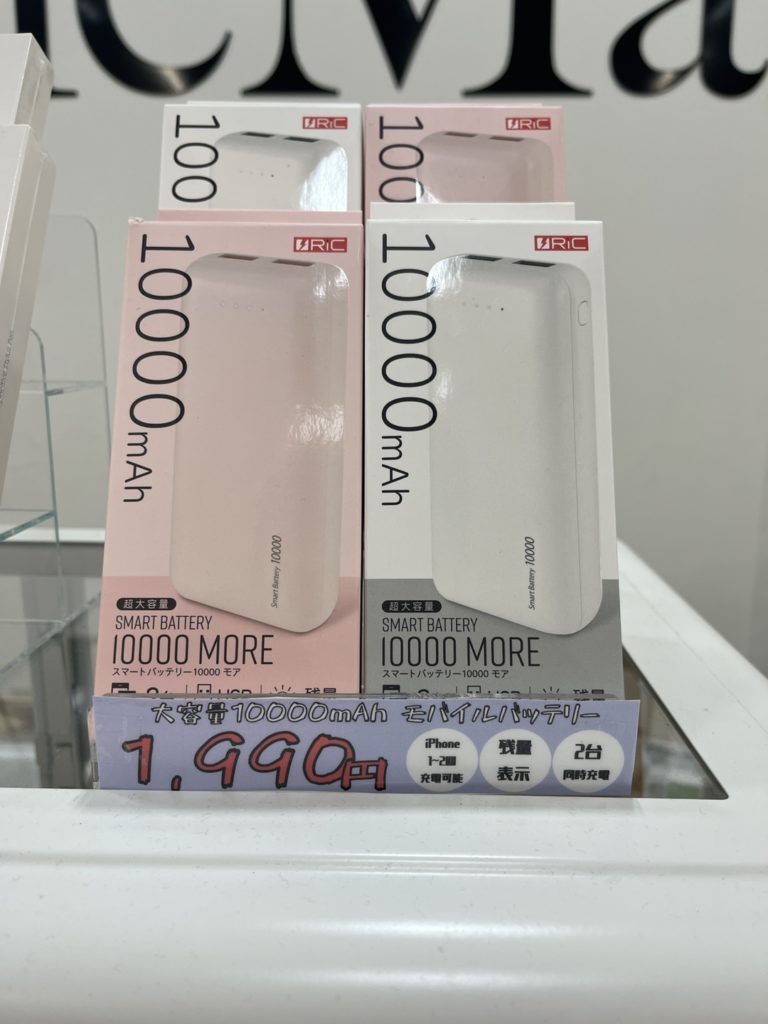 cMa
100
RiC
100
RiC
10000mAh
RiC
Smart Battery 10000
超大容量
SMART BATTERY
10000 MORE
スマートバッテリー10000 モア
10000mAh
RiC
Smart Battery 10000
超大容量
SMART BATTERY
10000 MORE
スマートバッテリー10000 モア
大容量10000mAh モバイルバッテリー
1,990円
iPhone
1~2回
充電可能
残量
表示
2台
同時充電